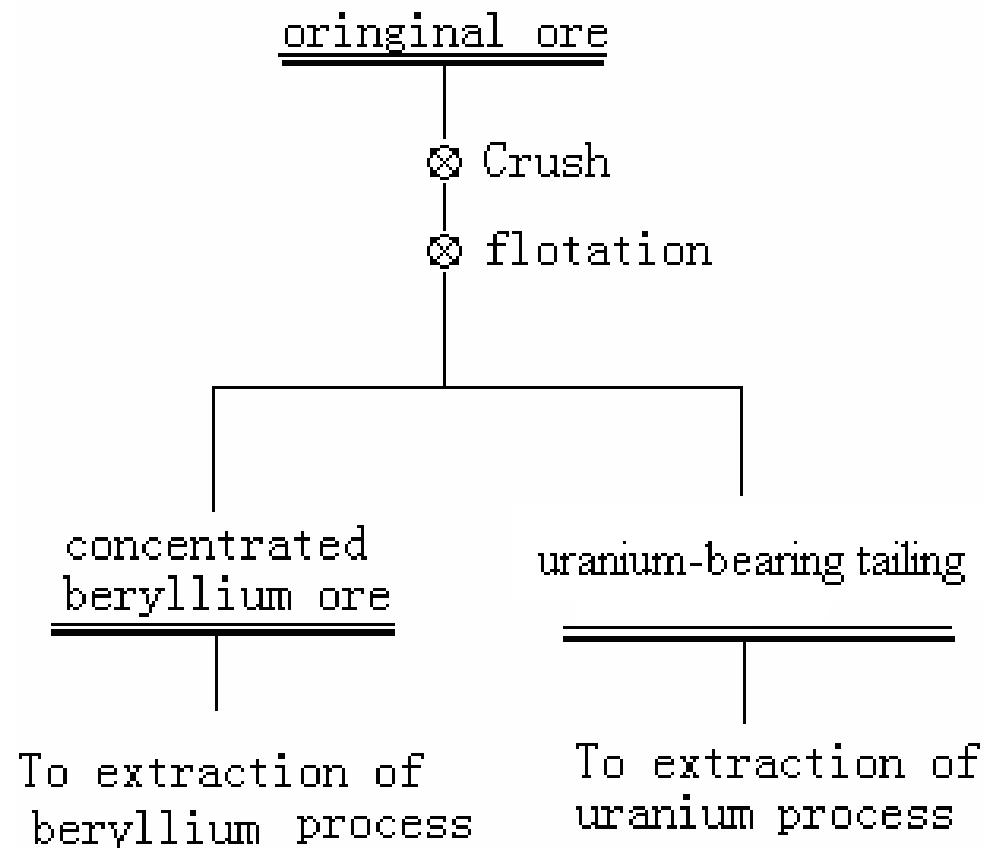 oringinal ore
Crush
flotation
concentrated
beryllium ore
uranium-bearing tailing
To extraction of
beryllium process
To extraction of
uranium process